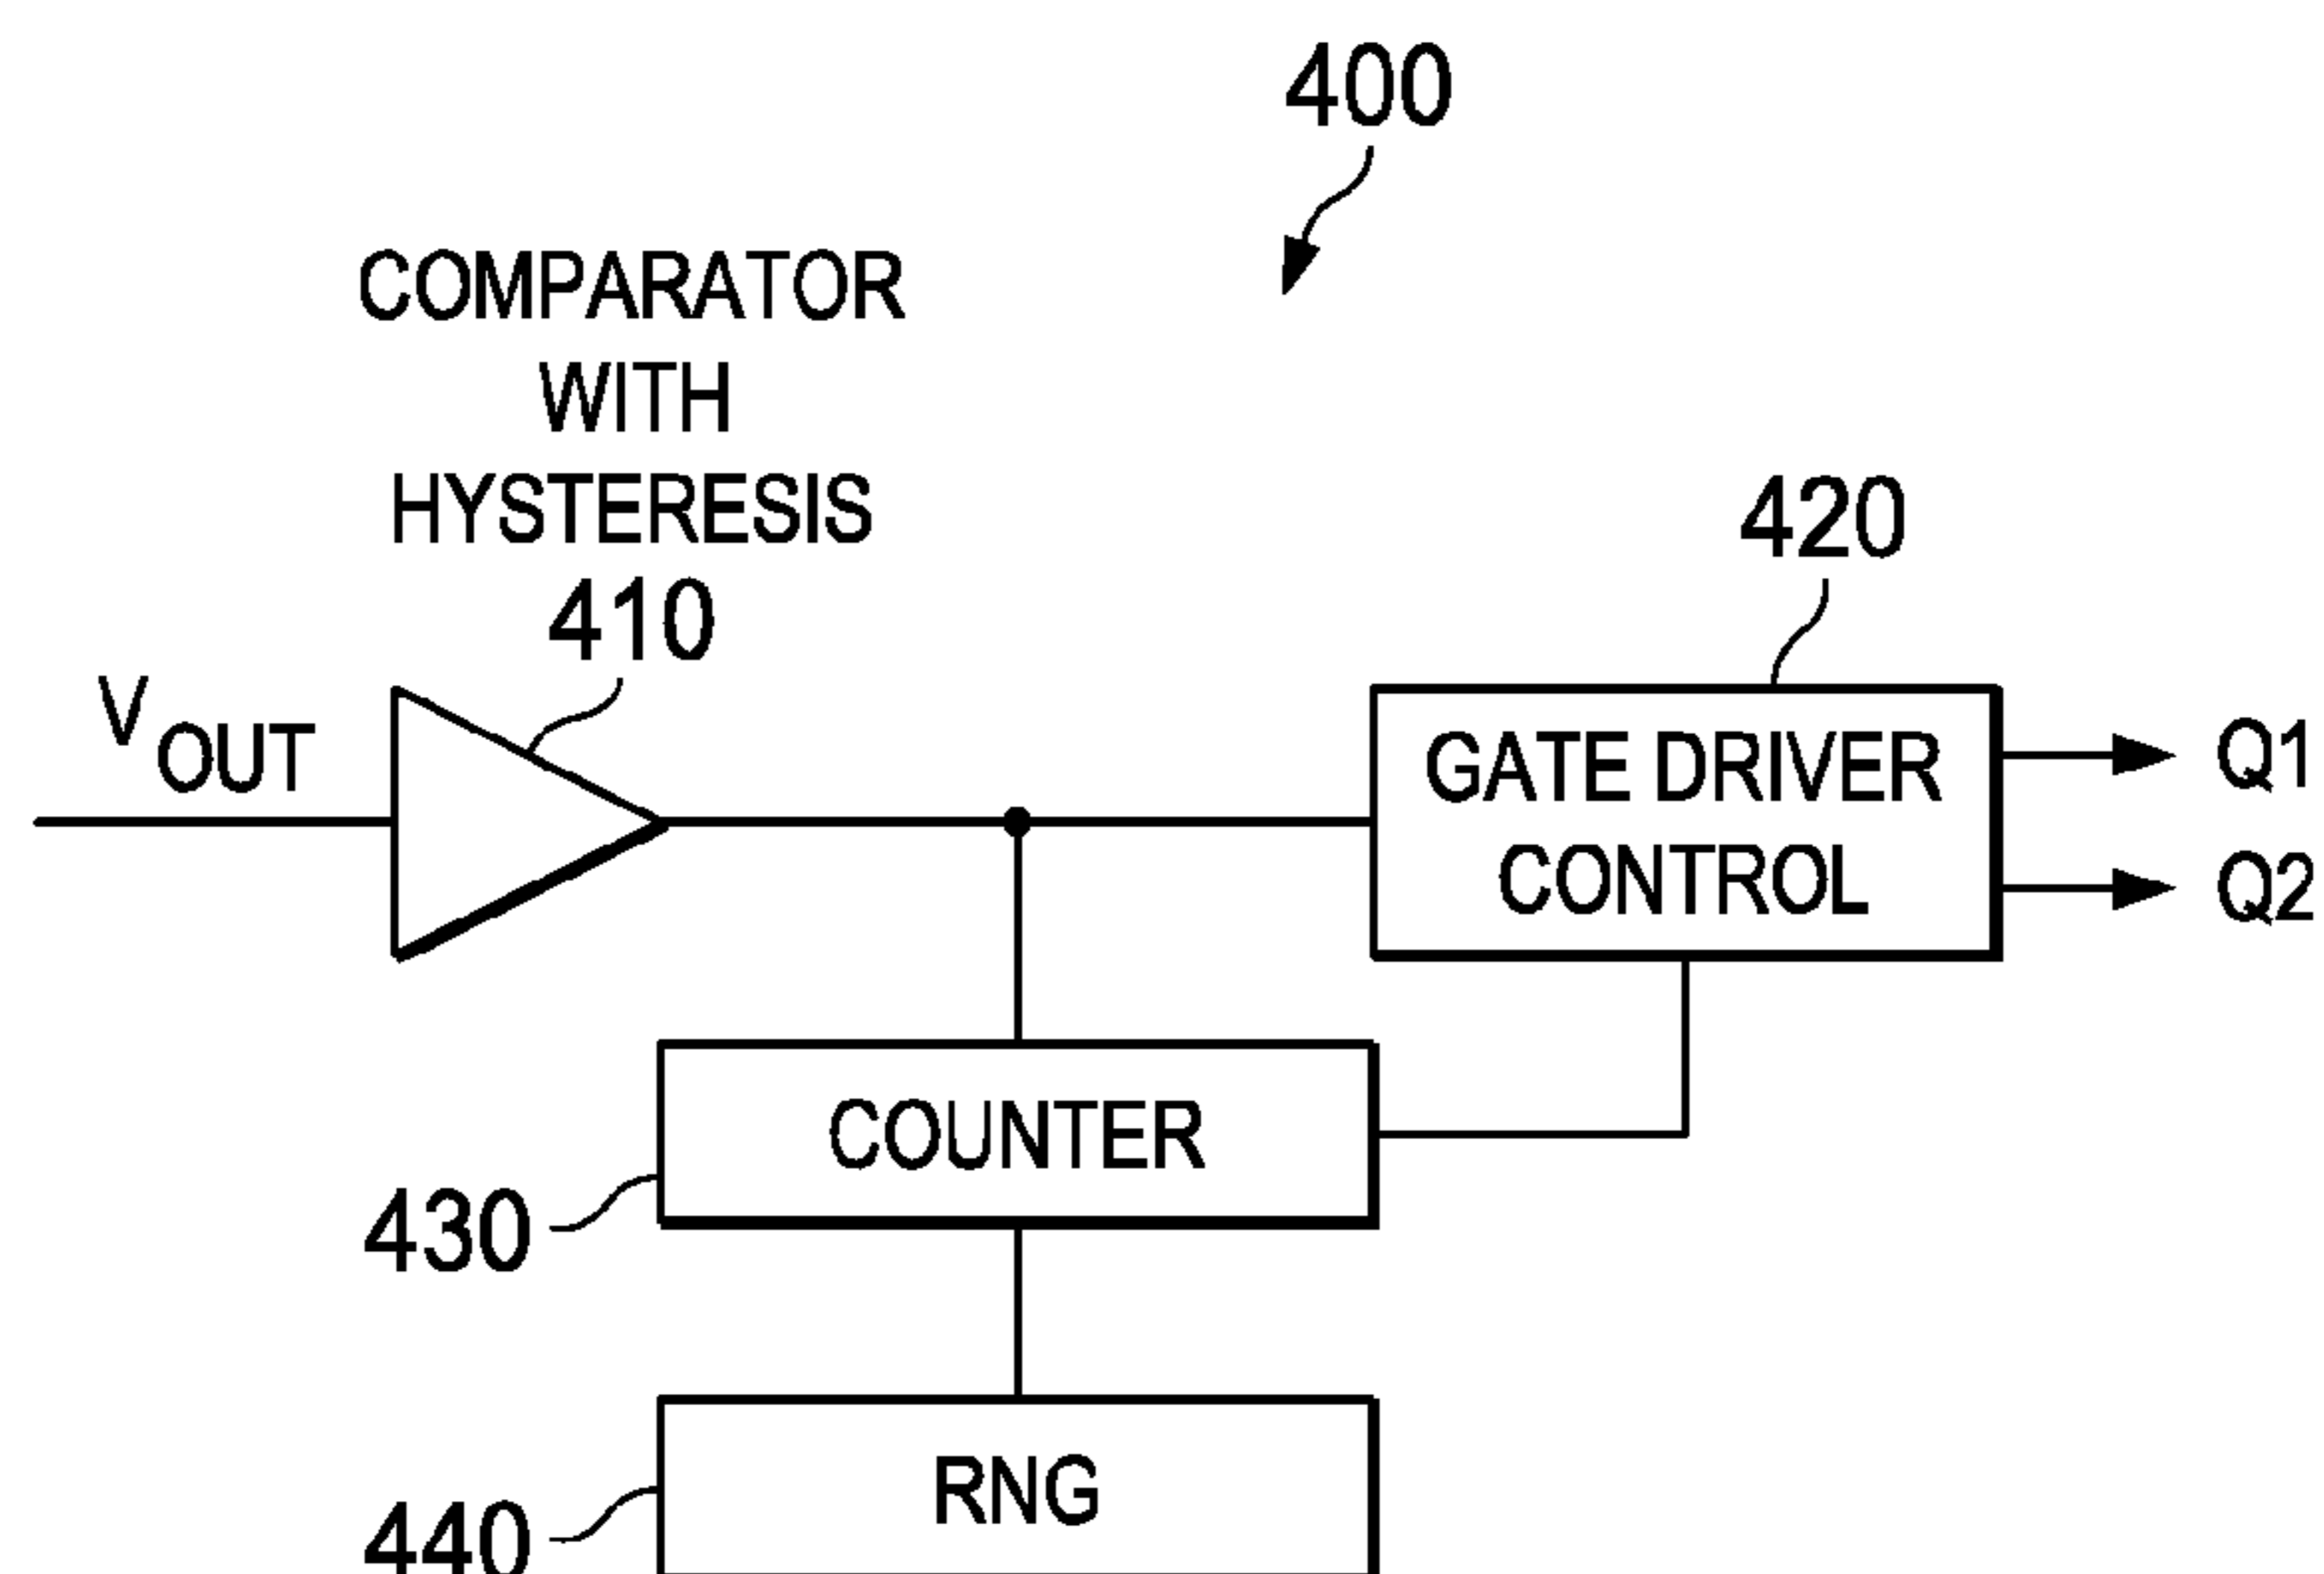 400
COMPARATOR
WITH
HYSTERESIS
410
420
VOUT
GATE DRIVER
CONTROL
Q1
Q2
COUNTER
430
RNG
440